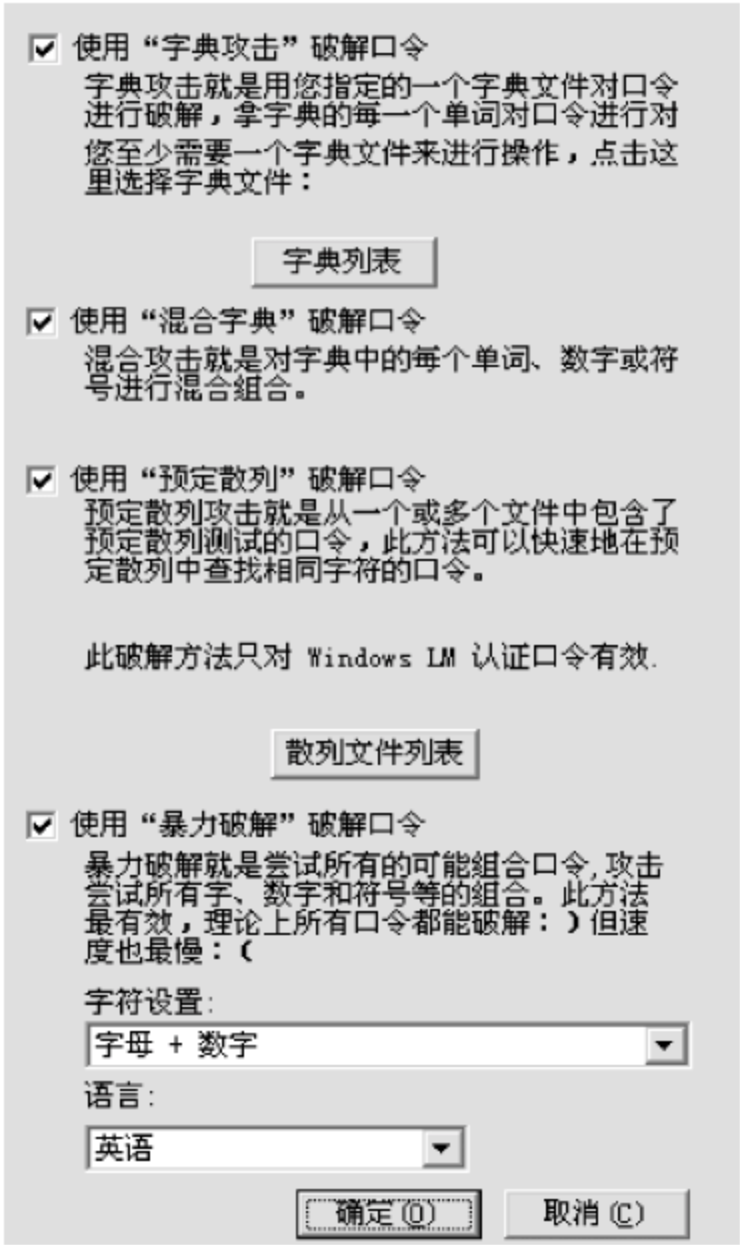 使用“字典攻击”破解口令
字典攻击就是用您指定的一个字典文件对口令
进行破解，拿字典的每一个单词对口令进行对
您至少需要一个字典文件来进行操作，点击这
里选择字典文件：
字典列表
使用“混合字典”破解口令
混合攻击就是对字典中的每个单词、数字或符
号进行混合组合。
使用“预定散列”破解口令
预定散列攻击就是从一个或多个文件中包含了
预定散列测试的口令，此方法可以快速地在预
定散列中查找相同字符的口令。
此破解方法只对 Windows LM 认证口令有效.
散列文件列表
使用“暴力破解”破解口令
暴力破解就是尝试所有的可能组合口令,攻击
尝试所有字、数字和符号等的组合。此方法
最有效，理论上所有口令都能破解：）但速
度也最慢：（
字符设置:
字母 + 数字
语言:
英语
确定(O) 取消(C)